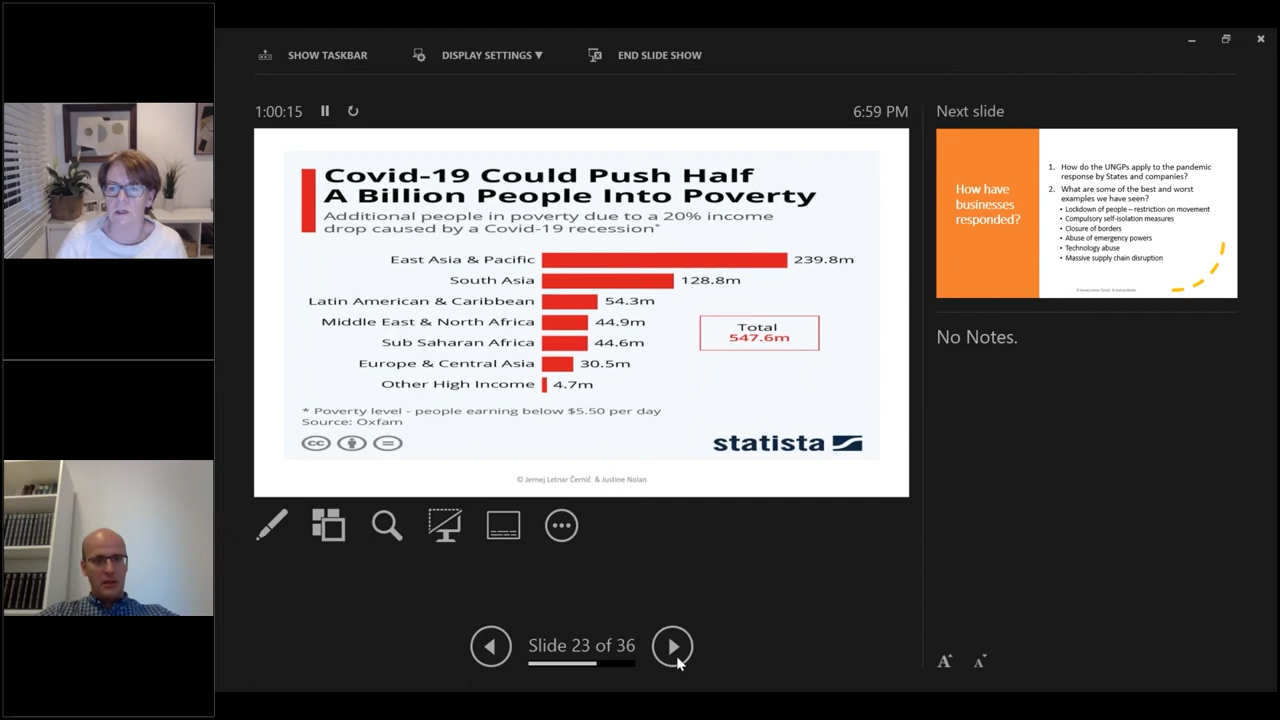 SHOW TASKBAR
DISPLAY SETTINGS ▼
END SLIDE SHOW
1:00:15
6:59 PM
Covid-19 Could Push Half
A Billion People Into Poverty
Additional people in poverty due to a 20% income
drop caused by a Covid-19 recession*
East Asia & Pacific 239.8m
South Asia 128.8m
Latin American & Caribbean 54.3m
Middle East & North Africa 44.9m
Sub Saharan Africa 44.6m
Europe & Central Asia 30.5m
Other High Income 4.7m
Total
547.6m
* Poverty level - people earning below $5.50 per day
Source: Oxfam
cc
statista
© Jernej Letnar Černič & Justine Nolan
Slide 23 of 36
Next slide
How have
businesses
responded?
1. How do the UNGPs apply to the pandemic
response by States and companies?
2. What are some of the best and worst
examples we have seen?
• Lockdown of people – restriction on movement
• Compulsory self-isolation measures
• Closure of borders
• Abuse of emergency powers
• Technology abuse
• Massive supply chain disruption
© Jernej Letnar Černič & Justine Nolan
No Notes.
A A